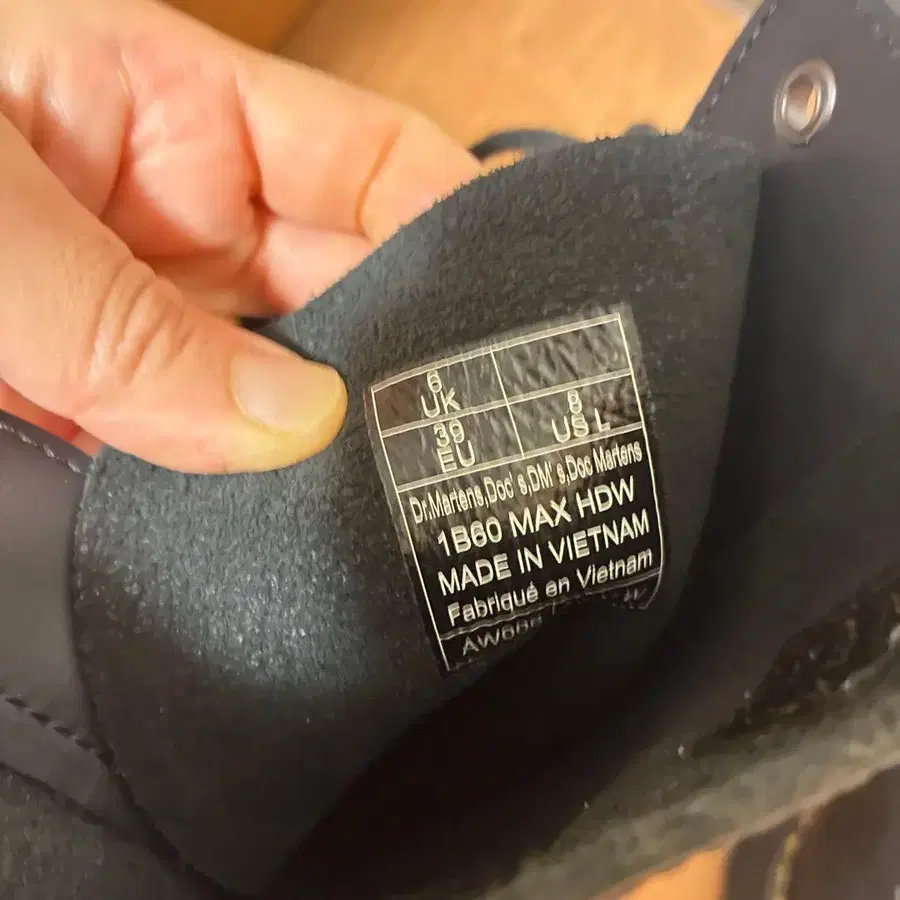 6
UK
39
EU
8
US L
Dr.Martens,Doc' s,DM' s,Doc Martens
1B60 MAX HDW
MADE IN VIETNAM
Fabriqué en Vietnam